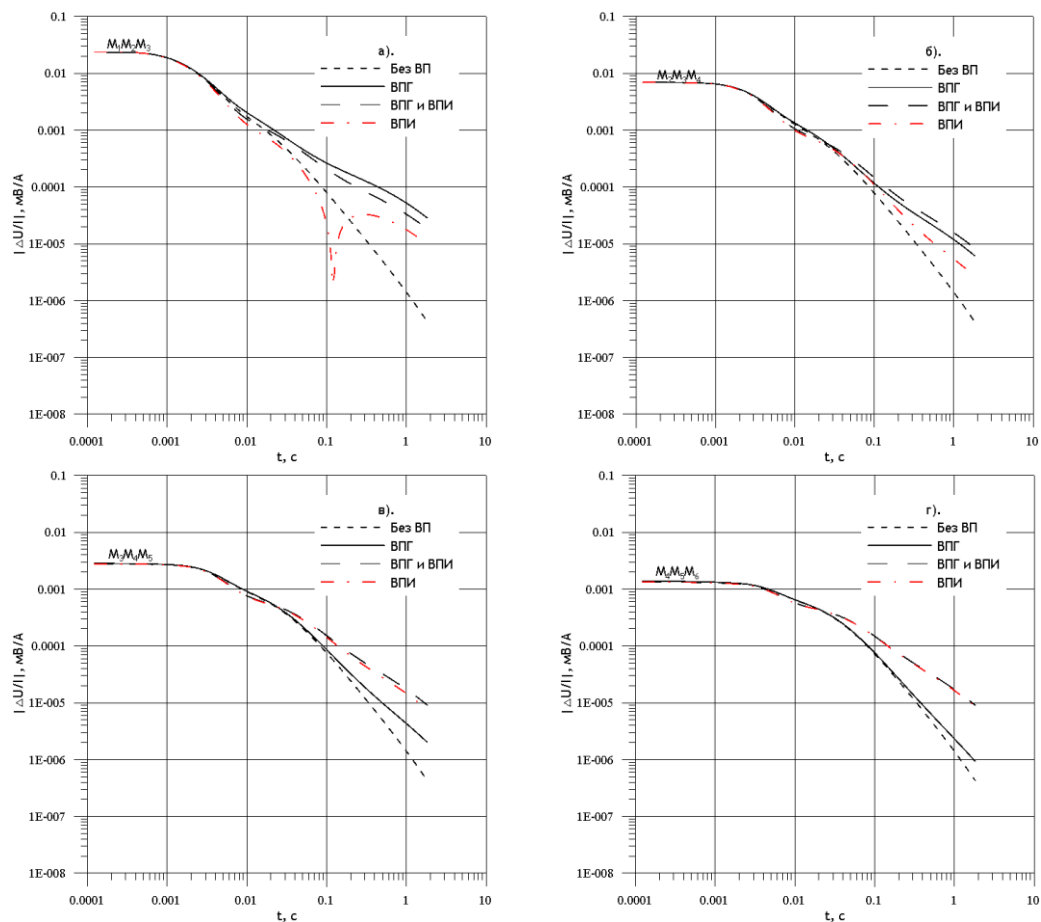 0.1
0.01
0.001
0.0001
1E-005
1E-006
1E-007
1E-008
0.0001
0.001
0.01
0.1
1
10
t, с
|△U/I|, мВ/А
M₁M₂M₃
а).
Без ВП
ВПГ
ВПГ и ВПИ
ВПИ
0.1
0.01
0.001
0.0001
1E-005
1E-006
1E-007
1E-008
0.0001
0.001
0.01
0.1
1
10
t, с
|△U/I|, мВ/А
M₂M₃M₄
б).
Без ВП
ВПГ
ВПГ и ВПИ
ВПИ
0.1
0.01
0.001
0.0001
1E-005
1E-006
1E-007
1E-008
0.0001
0.001
0.01
0.1
1
10
t, с
|△U/I|, мВ/А
M₃M₄M₅
в).
Без ВП
ВПГ
ВПГ и ВПИ
ВПИ
0.1
0.01
0.001
0.0001
1E-005
1E-006
1E-007
1E-008
0.0001
0.001
0.01
0.1
1
10
t, с
|△U/I|, мВ/А
M₄M₅M₆
г).
Без ВП
ВПГ
ВПГ и ВПИ
ВПИ